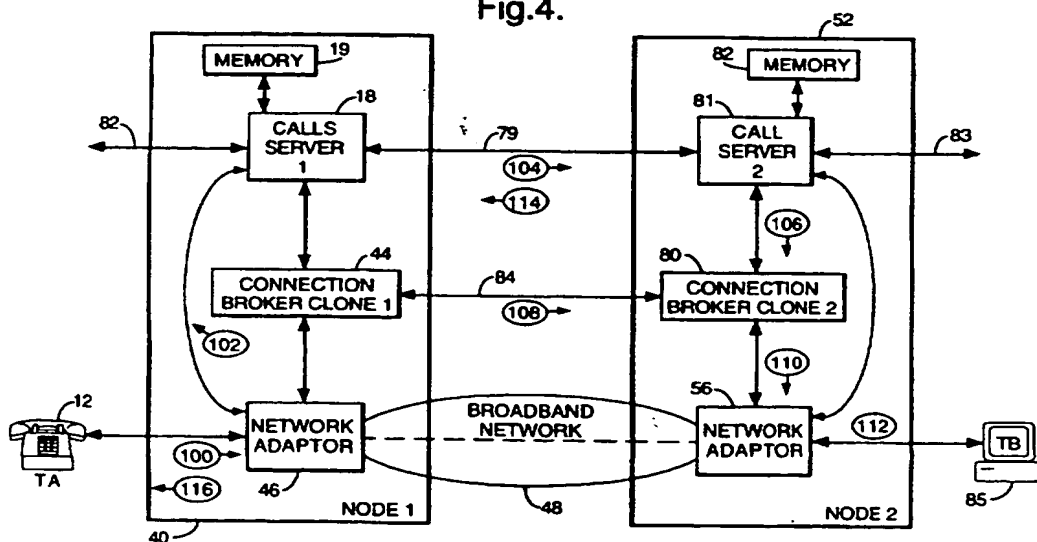 Fig.4.
52
MEMORY
19
82
MEMORY
18
81
82
CALLS
SERVER
1
79
CALL
SERVER
2
83
104
114
106
44
80
CONNECTION
BROKER CLONE 1
84
CONNECTION
BROKER CLONE 2
108
102
110
12
56
NETWORK
ADAPTOR
BROADBAND
NETWORK
NETWORK
ADAPTOR
112
TB
100
TA
116
46
48
85
NODE 1
NODE 2
40